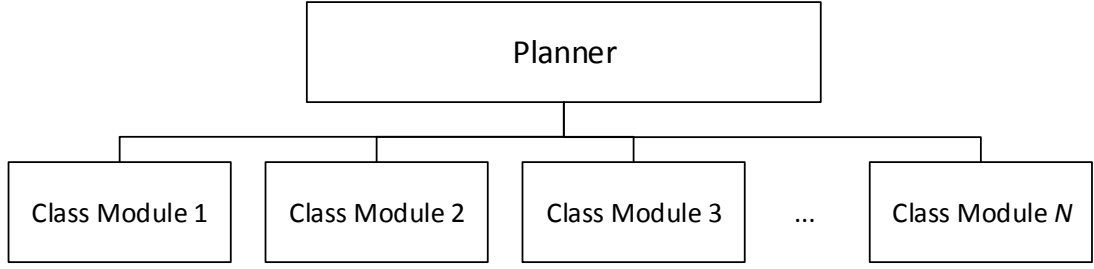 Planner
Class Module 1
Class Module 2
Class Module 3
...
Class Module N